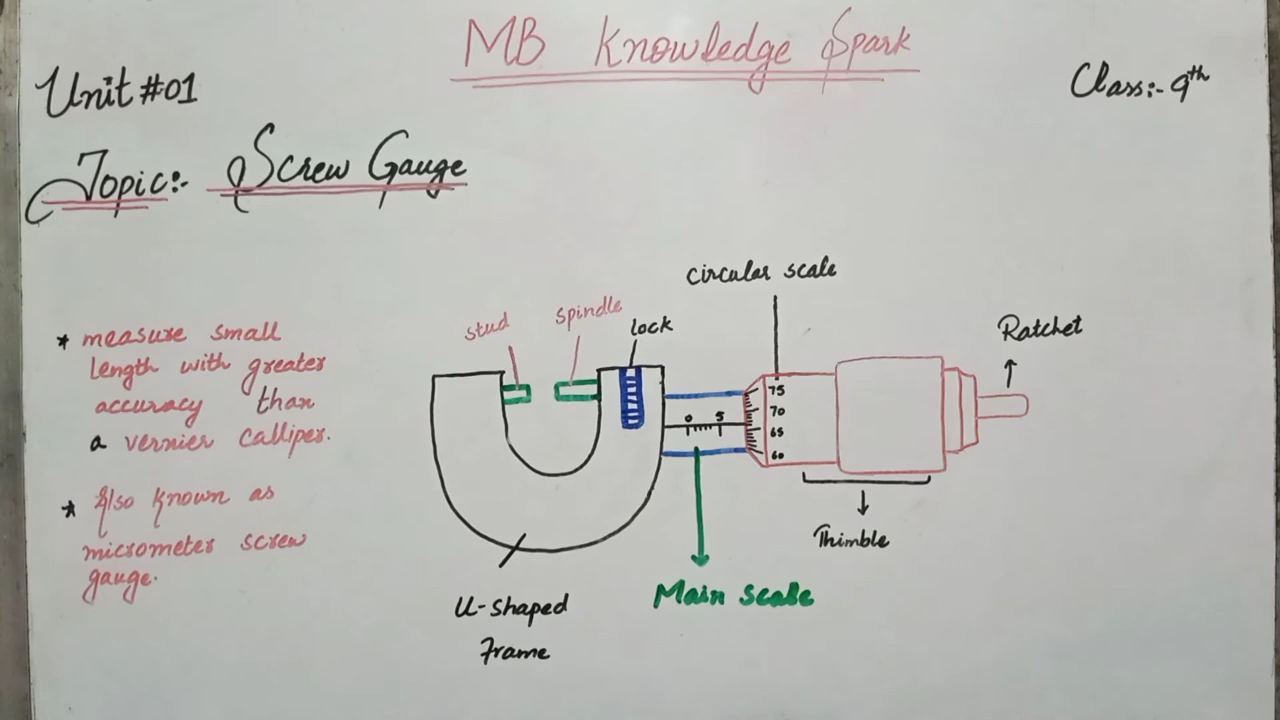 MB Knowledge Spark
Unit #01
Class:- 9th
Topic:- Screw Gauge
* measure small
length with greater
accuracy than
a vernier calliper.
* Also known as
micrometer screw
gauge.
circular scale
stud
spindle
lock
Ratchet
0 5
75
70
65
60
Thimble
Main scale
U-shaped
Frame